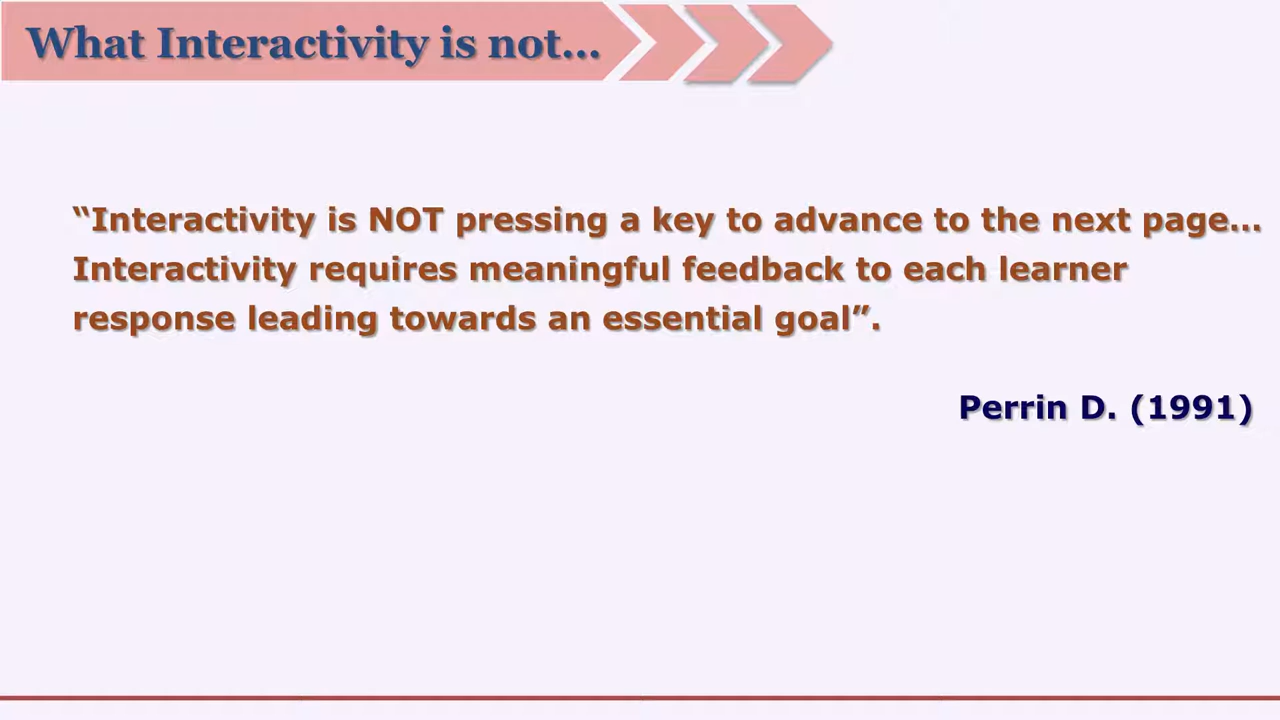 What Interactivity is not...
“Interactivity is NOT pressing a key to advance to the next page...
Interactivity requires meaningful feedback to each learner
response leading towards an essential goal”.
Perrin D. (1991)